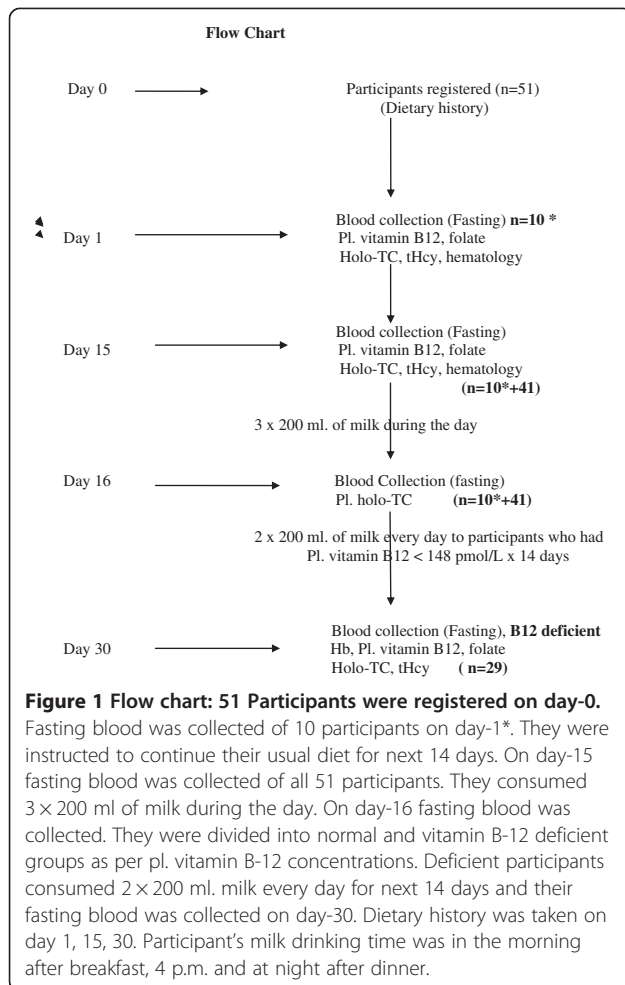 Flow Chart
Day 0 Participants registered (n=51)
(Dietary history)
Blood collection (Fasting) n=10 *
Day 1 Pl. vitamin B12, folate
Holo-TC, tHcy, hematology
Blood collection (Fasting)
Day 15 Pl. vitamin B12, folate
Holo-TC, tHcy, hematology
(n=10*+41)
3 x 200 ml. of milk during the day
Day 16 Blood Collection (fasting)
Pl. holo-TC (n=10*+41)
2 x 200 ml. of milk every day to participants who had
Pl. vitamin B12 < 148 pmol/L x 14 days
Day 30 Blood collection (Fasting), B12 deficient
Hb, Pl. vitamin B12, folate
Holo-TC, tHcy ( n=29)
Figure 1 Flow chart: 51 Participants were registered on day-0.
Fasting blood was collected of 10 participants on day-1*. They were
instructed to continue their usual diet for next 14 days. On day-15
fasting blood was collected of all 51 participants. They consumed
3 × 200 ml of milk during the day. On day-16 fasting blood was
collected. They were divided into normal and vitamin B-12 deficient
groups as per pl. vitamin B-12 concentrations. Deficient participants
consumed 2 × 200 ml. milk every day for next 14 days and their
fasting blood was collected on day-30. Dietary history was taken on
day 1, 15, 30. Participant's milk drinking time was in the morning
after breakfast, 4 p.m. and at night after dinner.